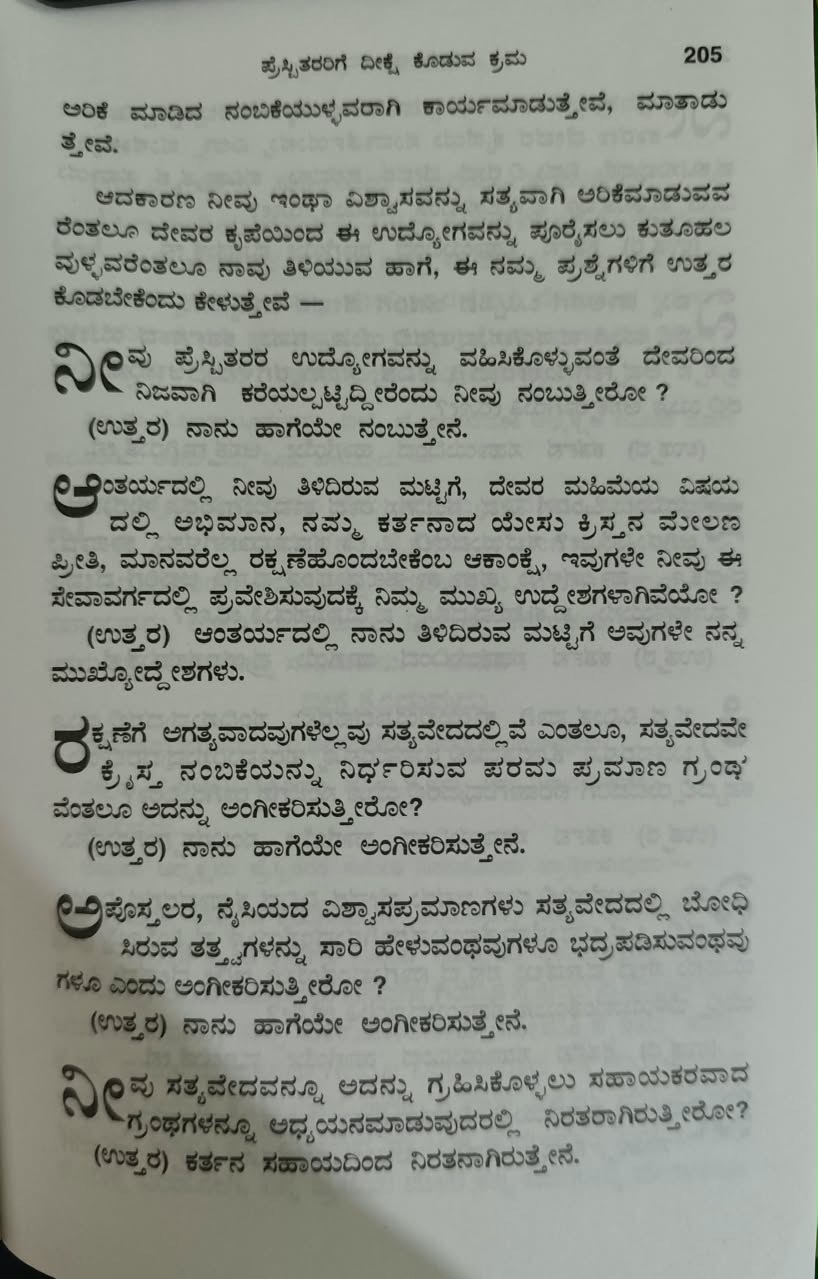 ಪ್ರೆಸ್ಬಿತರರಿಗೆ ದೀಕ್ಷೆ ಕೊಡುವ ಕ್ರಮ 205
ಅರಿಕೆ ಮಾಡಿದ ನಂಬಿಕೆಯುಳ್ಳವರಾಗಿ ಕಾರ್ಯಮಾಡುತ್ತೇವೆ, ಮಾತಾಡು
ತ್ತೇವೆ.
ಆದಕಾರಣ ನೀವು ಇಂಥಾ ವಿಶ್ವಾಸವನ್ನು ಸತ್ಯವಾಗಿ ಅರಿಕೆಮಾಡುವವ
ರೆಂತಲೂ ದೇವರ ಕೃಪೆಯಿಂದ ಈ ಉದ್ಯೋಗವನ್ನು ಪೂರೈಸಲು ಕುತೂಹಲ
ವುಳ್ಳವರೆಂತಲೂ ನಾವು ತಿಳಿಯುವ ಹಾಗೆ, ಈ ನಮ್ಮ ಪ್ರಶ್ನೆಗಳಿಗೆ ಉತ್ತರ
ಕೊಡಬೇಕೆಂದು ಕೇಳುತ್ತೇವೆ —
ನೀವು ಪ್ರೆಸ್ಬಿತರರ ಉದ್ಯೋಗವನ್ನು ವಹಿಸಿಕೊಳ್ಳುವಂತೆ ದೇವರಿಂದ
ನಿಜವಾಗಿ ಕರೆಯಲ್ಪಟ್ಟಿದ್ದೀರೆಂದು ನೀವು ನಂಬುತ್ತೀರೋ ?
(ಉತ್ತರ) ನಾನು ಹಾಗೆಯೇ ನಂಬುತ್ತೇನೆ.
ಆಂತರ್ಯದಲ್ಲಿ ನೀವು ತಿಳಿದಿರುವ ಮಟ್ಟಿಗೆ, ದೇವರ ಮಹಿಮೆಯ ವಿಷಯ
ದಲ್ಲಿ ಅಭಿಮಾನ, ನಮ್ಮ ಕರ್ತನಾದ ಯೇಸು ಕ್ರಿಸ್ತನ ಮೇಲಣ
ಪ್ರೀತಿ, ಮಾನವರೆಲ್ಲ ರಕ್ಷಣೆಹೊಂದಬೇಕೆಂಬ ಆಕಾಂಕ್ಷೆ, ಇವುಗಳೇ ನೀವು ಈ
ಸೇವಾವರ್ಗದಲ್ಲಿ ಪ್ರವೇಶಿಸುವುದಕ್ಕೆ ನಿಮ್ಮ ಮುಖ್ಯ ಉದ್ದೇಶಗಳಾಗಿವೆಯೋ ?
(ಉತ್ತರ) ಆಂತರ್ಯದಲ್ಲಿ ನಾನು ತಿಳಿದಿರುವ ಮಟ್ಟಿಗೆ ಅವುಗಳೇ ನನ್ನ
ಮುಖ್ಯೋದ್ದೇಶಗಳು.
ರಕ್ಷಣೆಗೆ ಅಗತ್ಯವಾದವುಗಳೆಲ್ಲವು ಸತ್ಯವೇದದಲ್ಲಿವೆ ಎಂತಲೂ, ಸತ್ಯವೇದವೇ
ಕ್ರೈಸ್ತ ನಂಬಿಕೆಯನ್ನು ನಿರ್ಧರಿಸುವ ಪರಮ ಪ್ರಮಾಣ ಗ್ರಂಥ
ವೆಂತಲೂ ಅದನ್ನು ಅಂಗೀಕರಿಸುತ್ತೀರೋ?
(ಉತ್ತರ) ನಾನು ಹಾಗೆಯೇ ಅಂಗೀಕರಿಸುತ್ತೇನೆ.
ಅಪೊಸ್ತಲರ, ನೈಸಿಯದ ವಿಶ್ವಾಸಪ್ರಮಾಣಗಳು ಸತ್ಯವೇದದಲ್ಲಿ ಬೋಧಿ
ಸಿರುವ ತತ್ತ್ವಗಳನ್ನು ಸಾರಿ ಹೇಳುವಂಥವುಗಳೂ ಭದ್ರಪಡಿಸುವಂಥವು
ಗಳೂ ಎಂದು ಅಂಗೀಕರಿಸುತ್ತೀರೋ ?
(ಉತ್ತರ) ನಾನು ಹಾಗೆಯೇ ಅಂಗೀಕರಿಸುತ್ತೇನೆ.
ನೀವು ಸತ್ಯವೇದವನ್ನೂ ಅದನ್ನು ಗ್ರಹಿಸಿಕೊಳ್ಳಲು ಸಹಾಯಕರವಾದ
ಗ್ರಂಥಗಳನ್ನೂ ಅಧ್ಯಯನಮಾಡುವುದರಲ್ಲಿ ನಿರತರಾಗಿರುತ್ತೀರೋ?
(ಉತ್ತರ) ಕರ್ತನ ಸಹಾಯದಿಂದ ನಿರತನಾಗಿರುತ್ತೇನೆ.